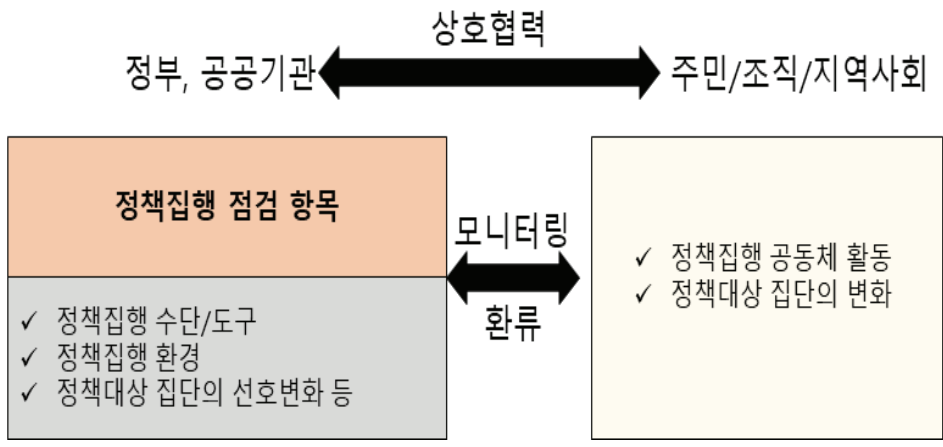 상호협력
정부, 공공기관
주민/조직/지역사회
정책집행 점검 항목
✓ 정책집행 수단/도구
✓ 정책집행 환경
✓ 정책대상 집단의 선호변화 등
모니터링
환류
✓ 정책집행 공동체 활동
✓ 정책대상 집단의 변화